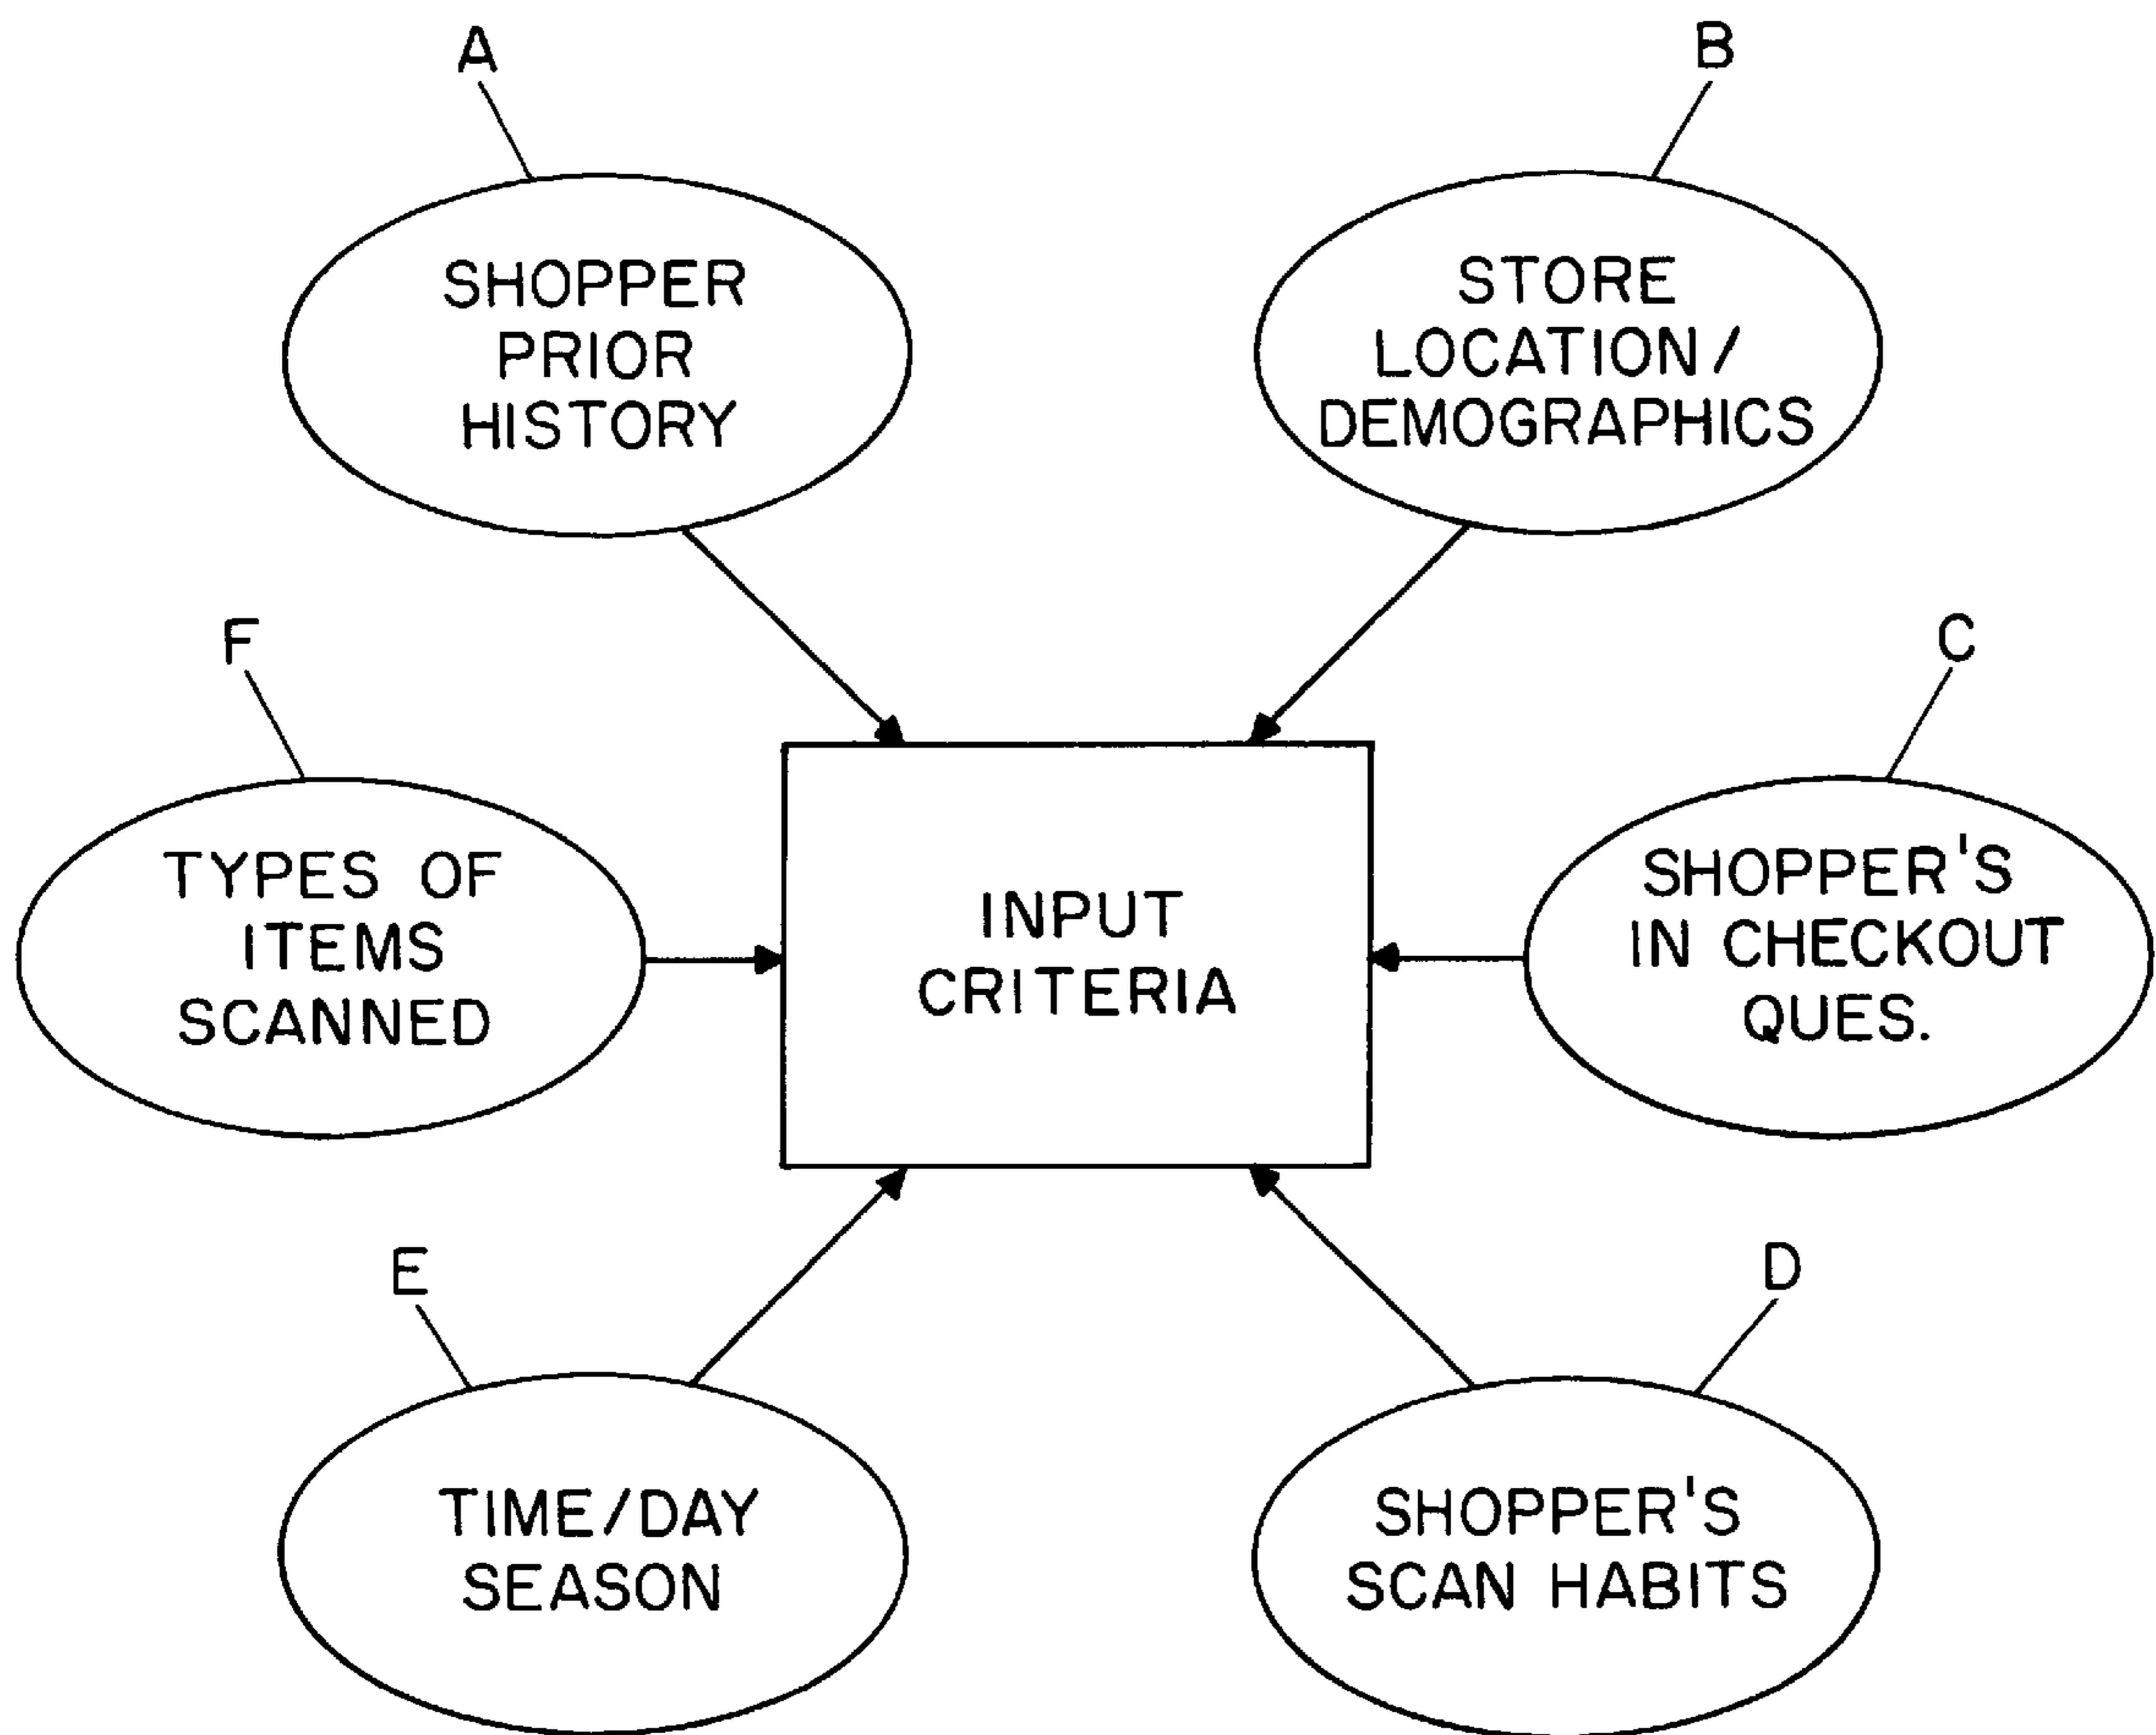 A
SHOPPER
PRIOR
HISTORY
B
STORE
LOCATION/
DEMOGRAPHICS
F
TYPES OF
ITEMS
SCANNED
INPUT
CRITERIA
C
SHOPPER'S
IN CHECKOUT
QUES.
E
TIME/DAY
SEASON
D
SHOPPER'S
SCAN HABITS